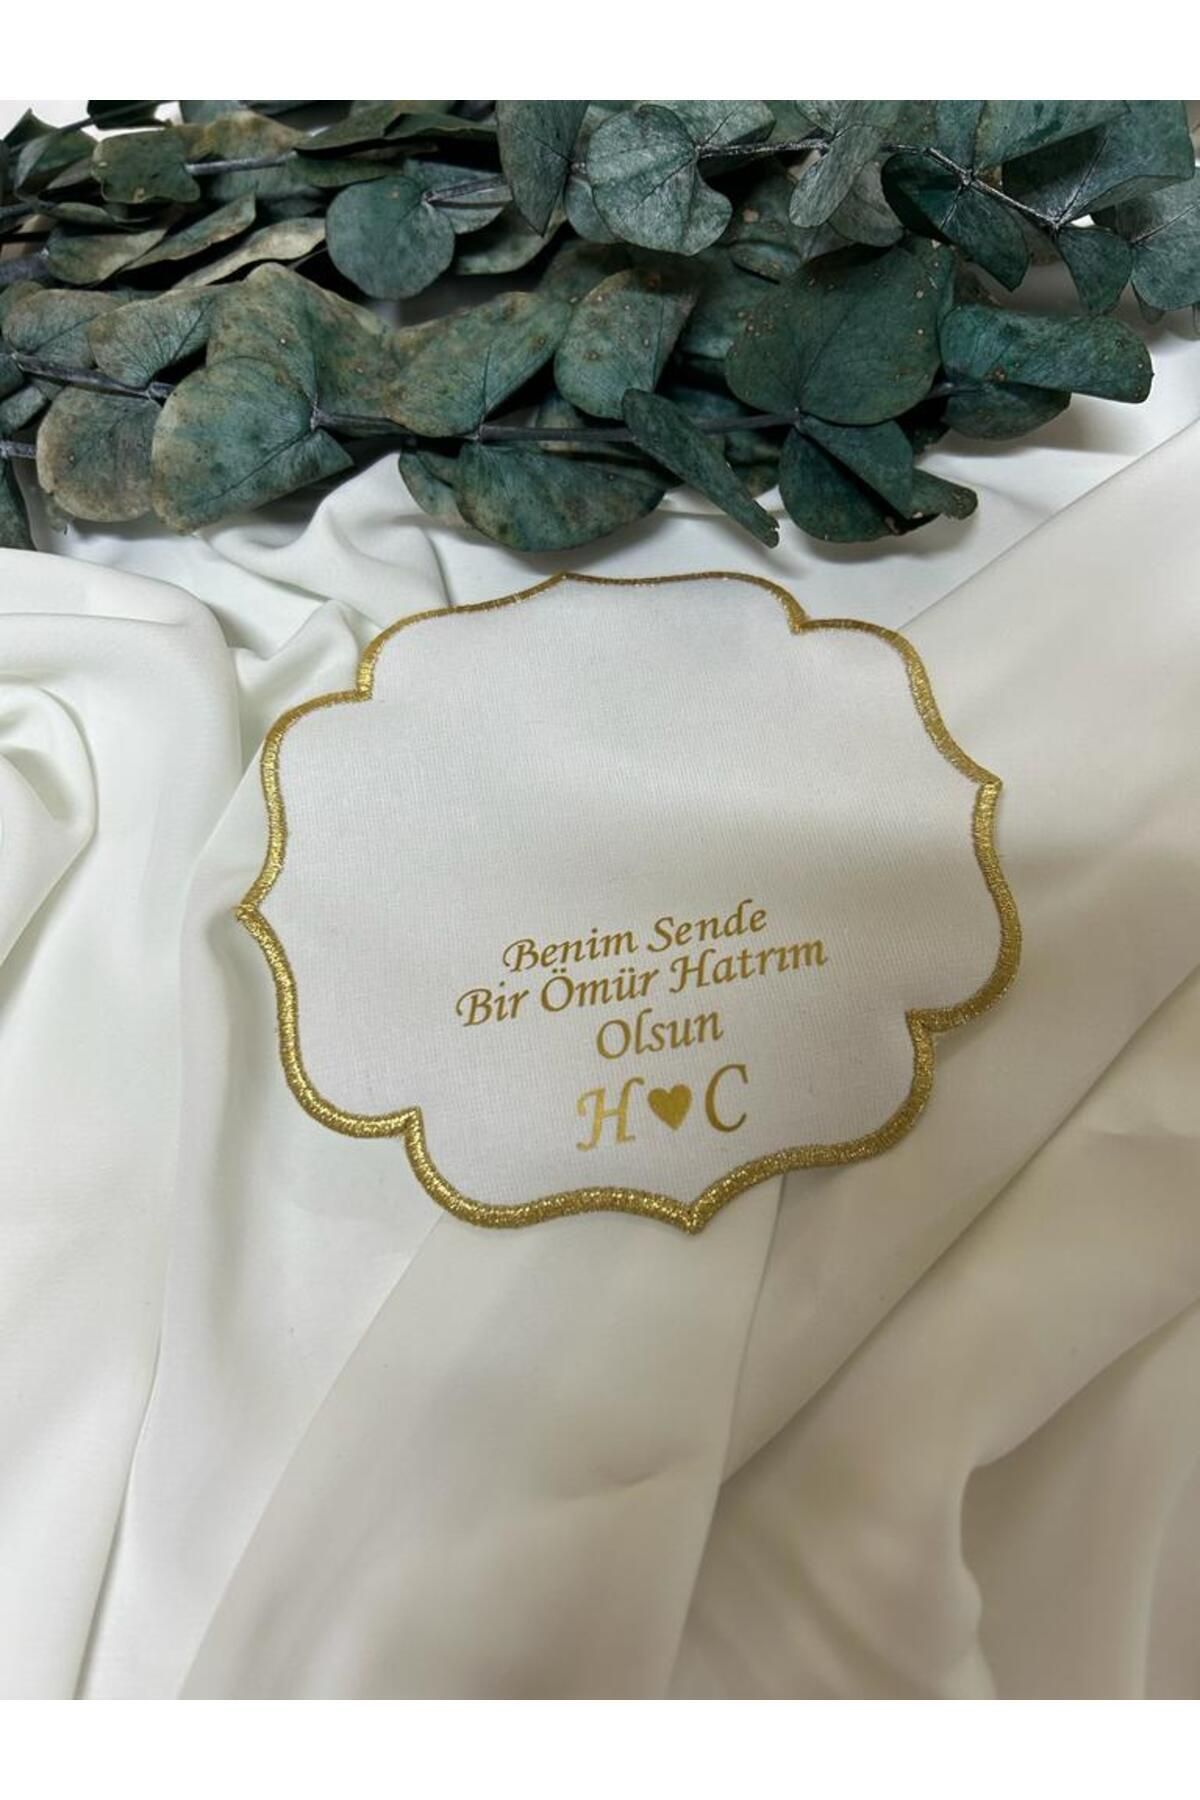 Benim Sende
Bir Ömür Hatrım
Olsun
H♥C